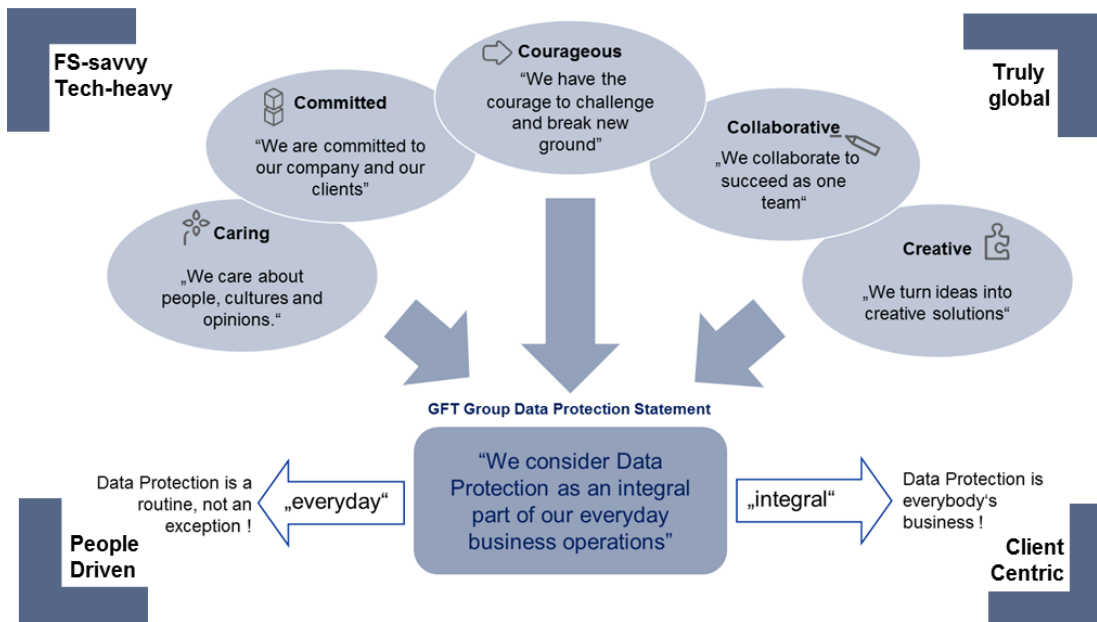 FS-savvy
Tech-heavy
Truly
global
Courageous
“We have the
courage to challenge
and break new
ground”
Committed
“We are committed to
our company and our
clients”
Collaborative
„We collaborate to
succeed as one
team“
Caring
„We care about
people, cultures and
opinions.“
Creative
„We turn ideas into
creative solutions“
GFT Group Data Protection Statement
“We consider Data
Protection as an integral
part of our everyday
business operations”
„everyday“
Data Protection is a
routine, not an
exception !
„integral“
Data Protection is
everybody‘s
business !
People
Driven
Client
Centric